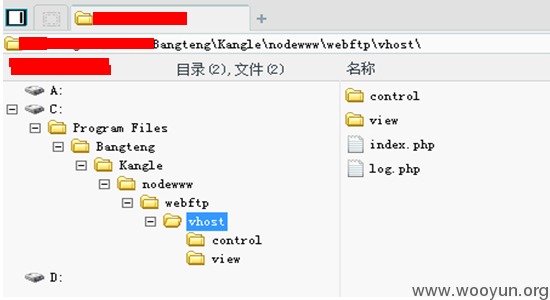 Bangteng\Kangle\nodewww\webftp\vhost\
目录(2),文件(2)
名称
A:
C:
Program Files
Bangteng
Kangle
nodewww
webftp
vhost
control
view
D:
control
view
index.php
log.php
www.wooyun.org